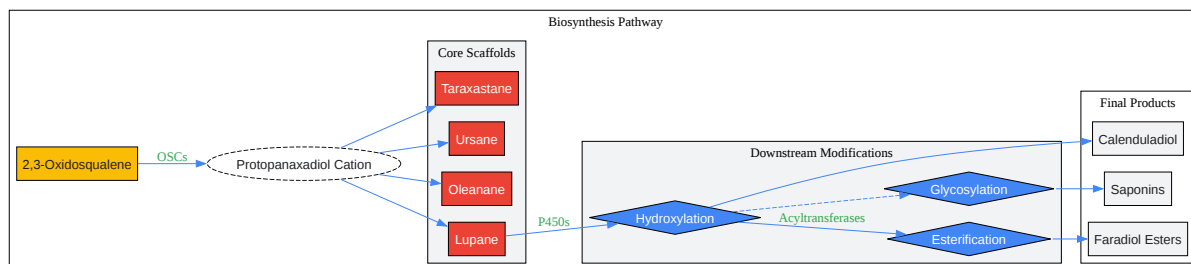 Biosynthesis Pathway
Core Scaffolds
Taraxastane
Ursane
Oleanane
Lupane
2,3-Oxidosqualene
OSCs
Protopanaxadiol Cation
P450s
Downstream Modifications
Hydroxylation
Acyltransferases
Glycosylation
Esterification
Final Products
Calenduladiol
Saponins
Faradiol Esters